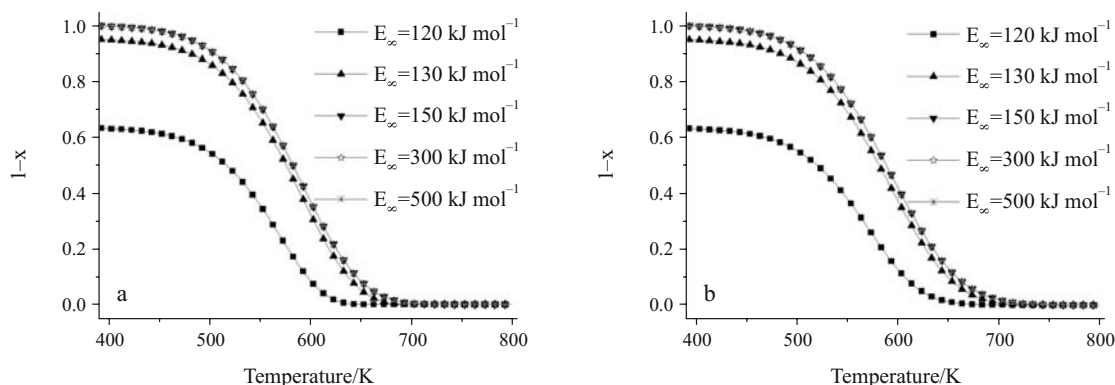 1.0
0.8
0.6
0.4
0.2
0.0
1–x
E∞=120 kJ mol⁻¹
E∞=130 kJ mol⁻¹
E∞=150 kJ mol⁻¹
E∞=300 kJ mol⁻¹
E∞=500 kJ mol⁻¹
a
400 500 600 700 800
Temperature/K
1.0
0.8
0.6
0.4
0.2
0.0
1–x
E∞=120 kJ mol⁻¹
E∞=130 kJ mol⁻¹
E∞=150 kJ mol⁻¹
E∞=300 kJ mol⁻¹
E∞=500 kJ mol⁻¹
b
400 500 600 700 800
Temperature/K